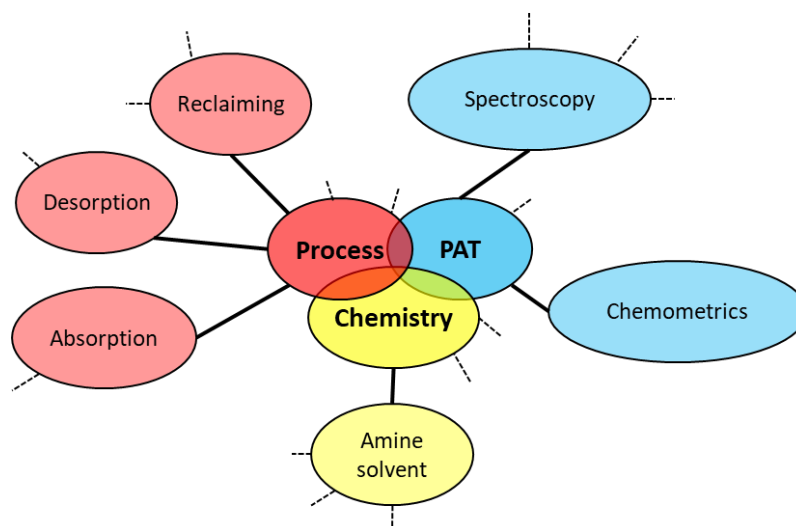 Reclaiming
Spectroscopy
Desorption
Process
PAT
Absorption
Chemistry
Chemometrics
Amine
solvent